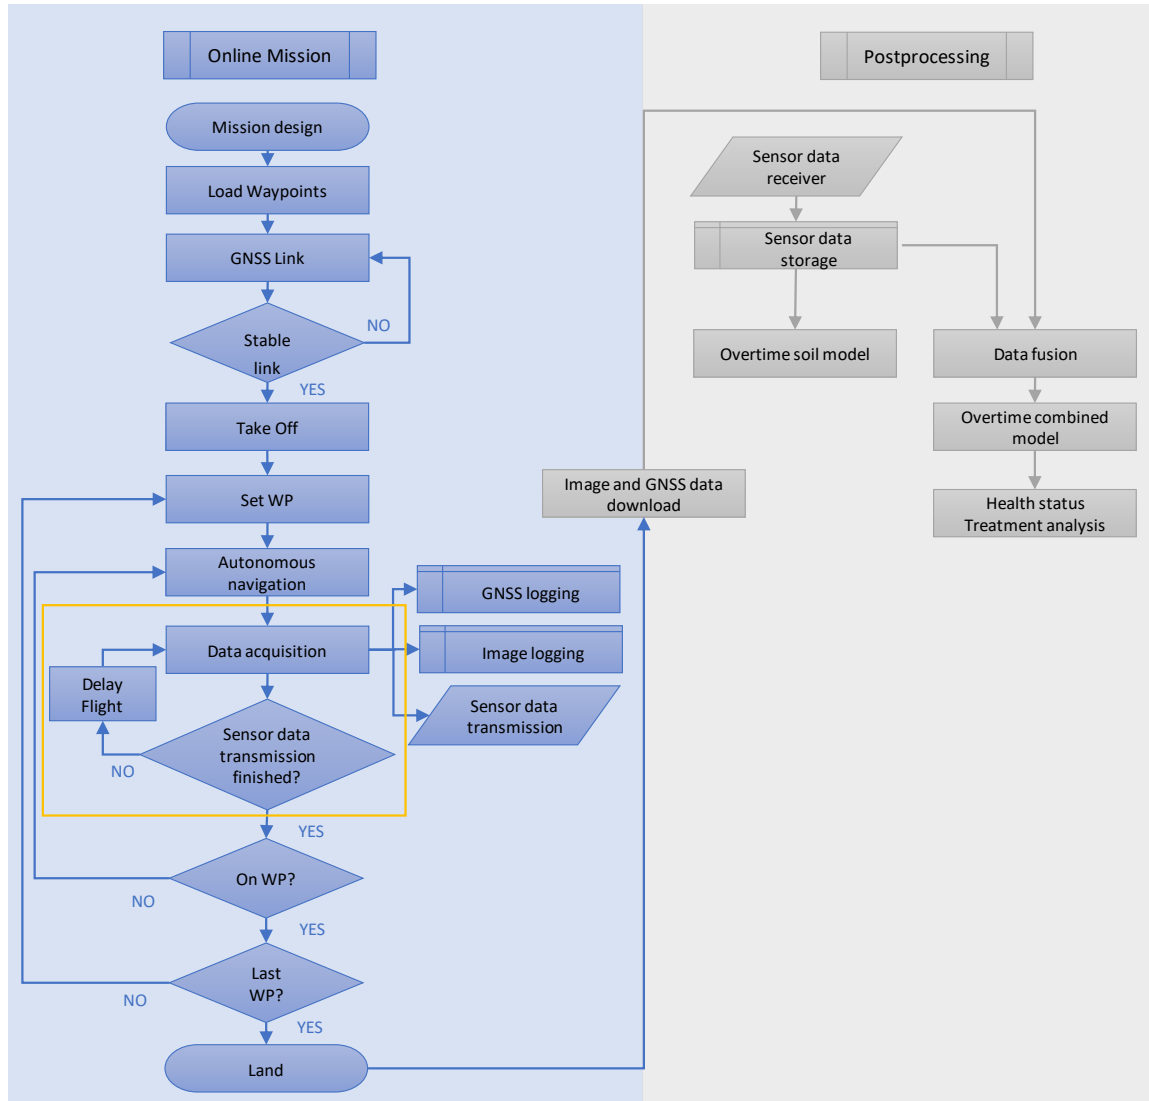 Online Mission
Mission design
Load Waypoints
GNSS Link
NO
Stable
link
YES
Take Off
Set WP
Autonomous
navigation
GNSS logging
Data acquisition
Image logging
Delay
Flight
Sensor data
transmission
Sensor data
transmission
finished?
NO
YES
On WP?
NO
YES
Last
WP?
NO
YES
Land
Image and GNSS data
download
Postprocessing
Sensor data
receiver
Sensor data
storage
Overtime soil model
Data fusion
Overtime combined
model
Health status
Treatment analysis